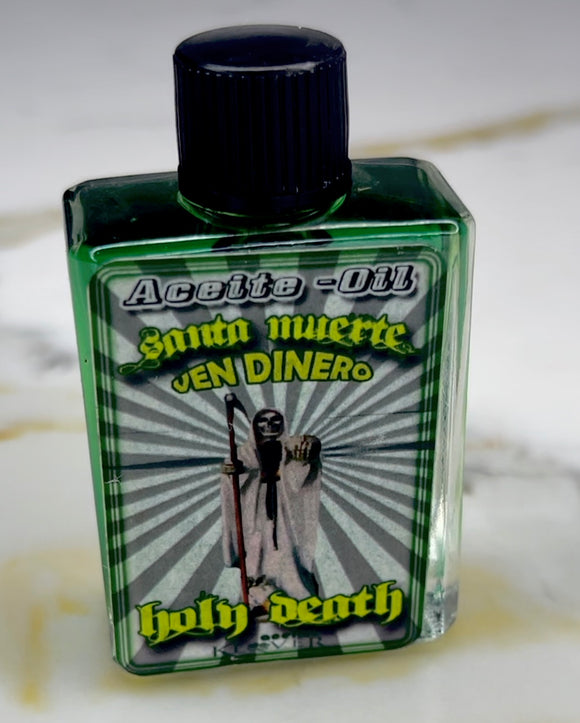 Aceite -Oil
santa muerte
VEN DINERO
holy death